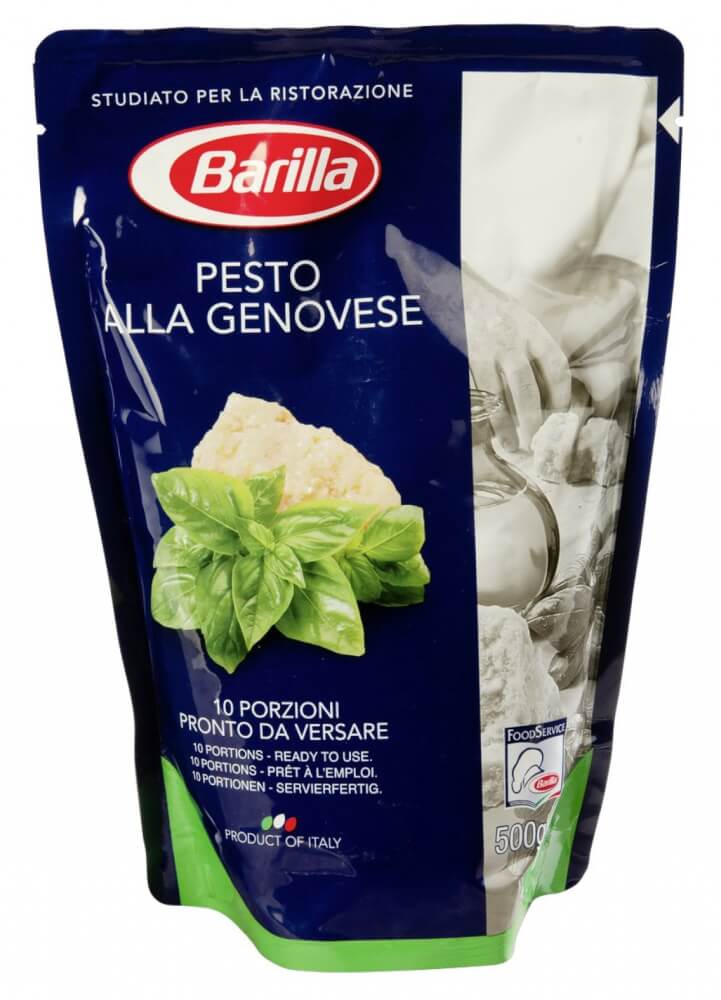 STUDIATO PER LA RISTORAZIONE
Barilla
PESTO
ALLA GENOVESE
10 PORZIONI
PRONTO DA VERSARE
10 PORTIONS - READY TO USE.
10 PORTIONS - PRÊT À L'EMPLOI.
10 PORTIONEN - SERVIERFERTIG.
PRODUCT OF ITALY
FOODSERVICE
Barilla
500g